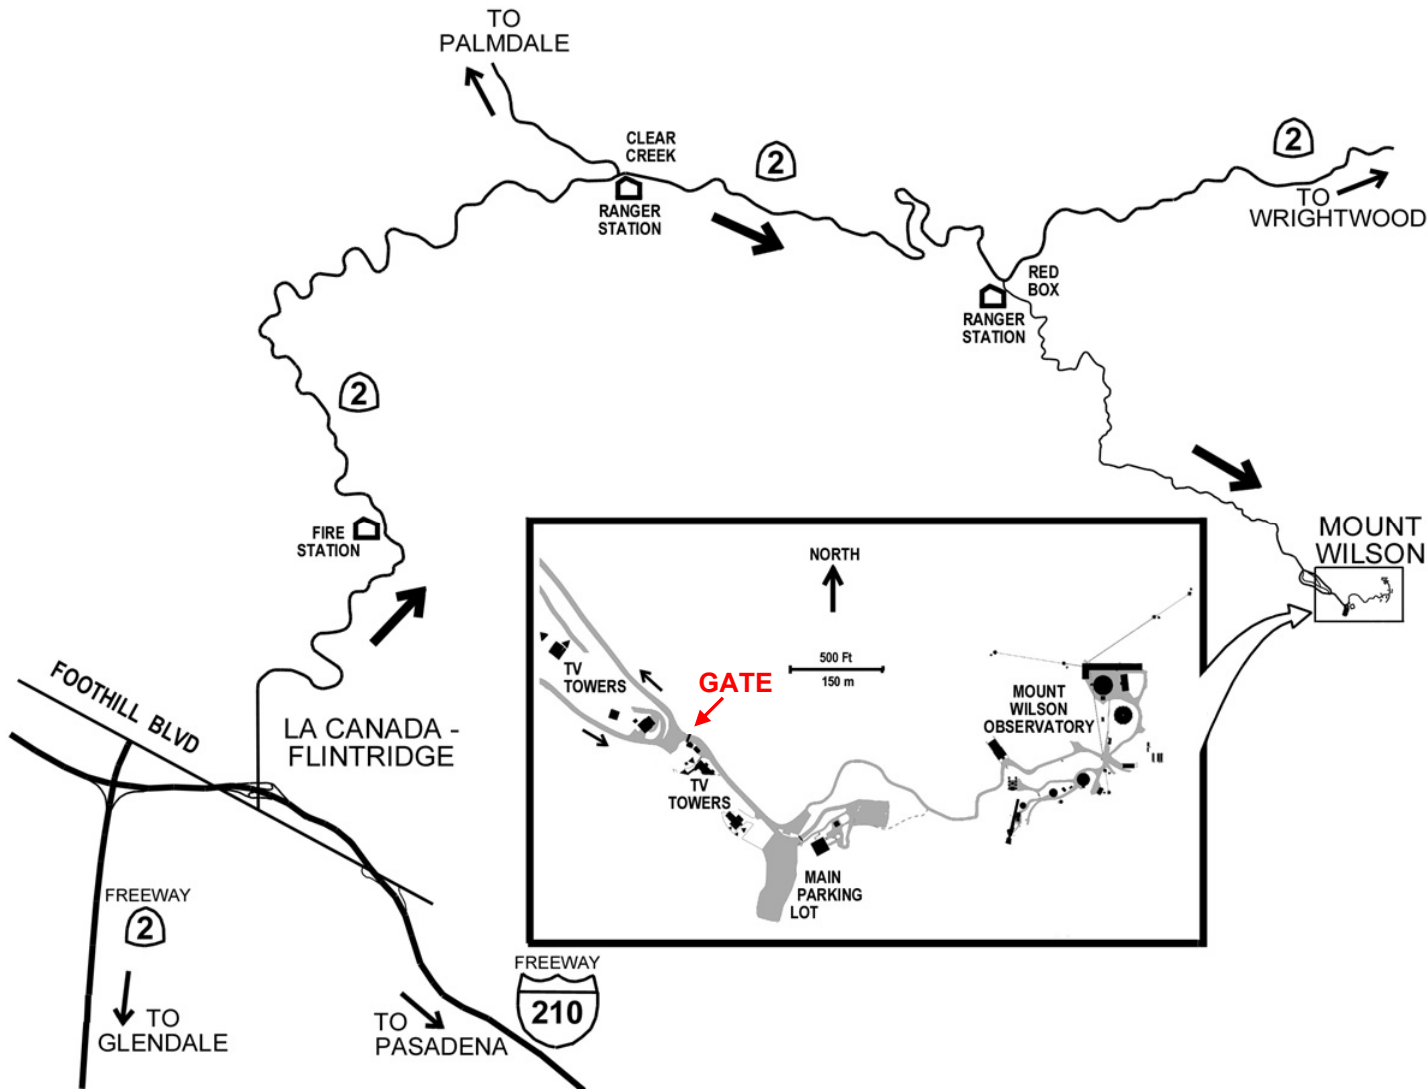 TO
PALMDALE
CLEAR
CREEK
2
2
RANGER
STATION
TO
WRIGHTWOOD
RED
BOX
RANGER
STATION
2
FIRE
STATION
MOUNT
WILSON
NORTH
500 Ft
150 m
TV
TOWERS
GATE
MOUNT
WILSON
OBSERVATORY
TV
TOWERS
MAIN
PARKING
LOT
FOOTHILL BLVD
LA CANADA -
FLINTRIDGE
FREEWAY
2
TO
GLENDALE
TO
PASADENA
FREEWAY
210